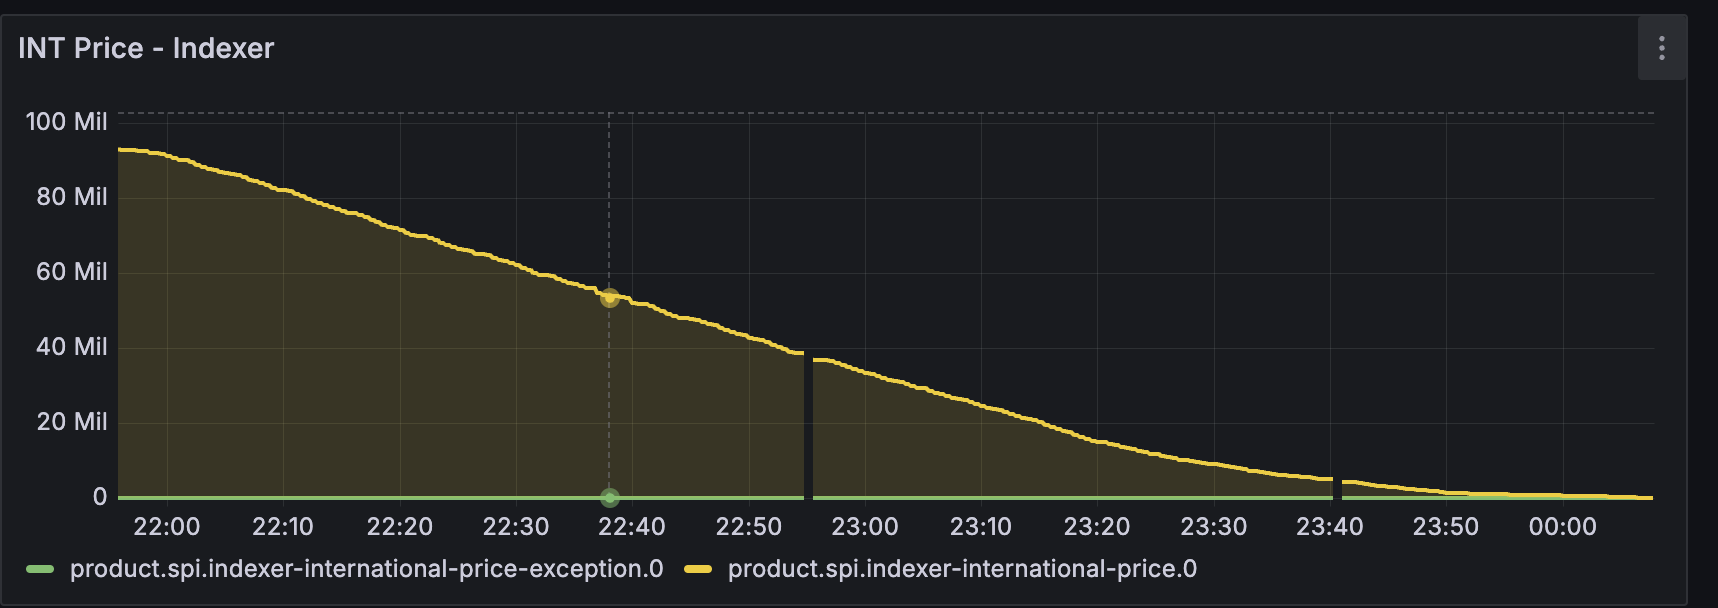 INT Price - Indexer
100 Mil
80 Mil
60 Mil
40 Mil
20 Mil
0
22:00 22:10 22:20 22:30 22:40 22:50 23:00 23:10 23:20 23:30 23:40 23:50 00:00
product.spi.indexer-international-price-exception.0 product.spi.indexer-international-price.0